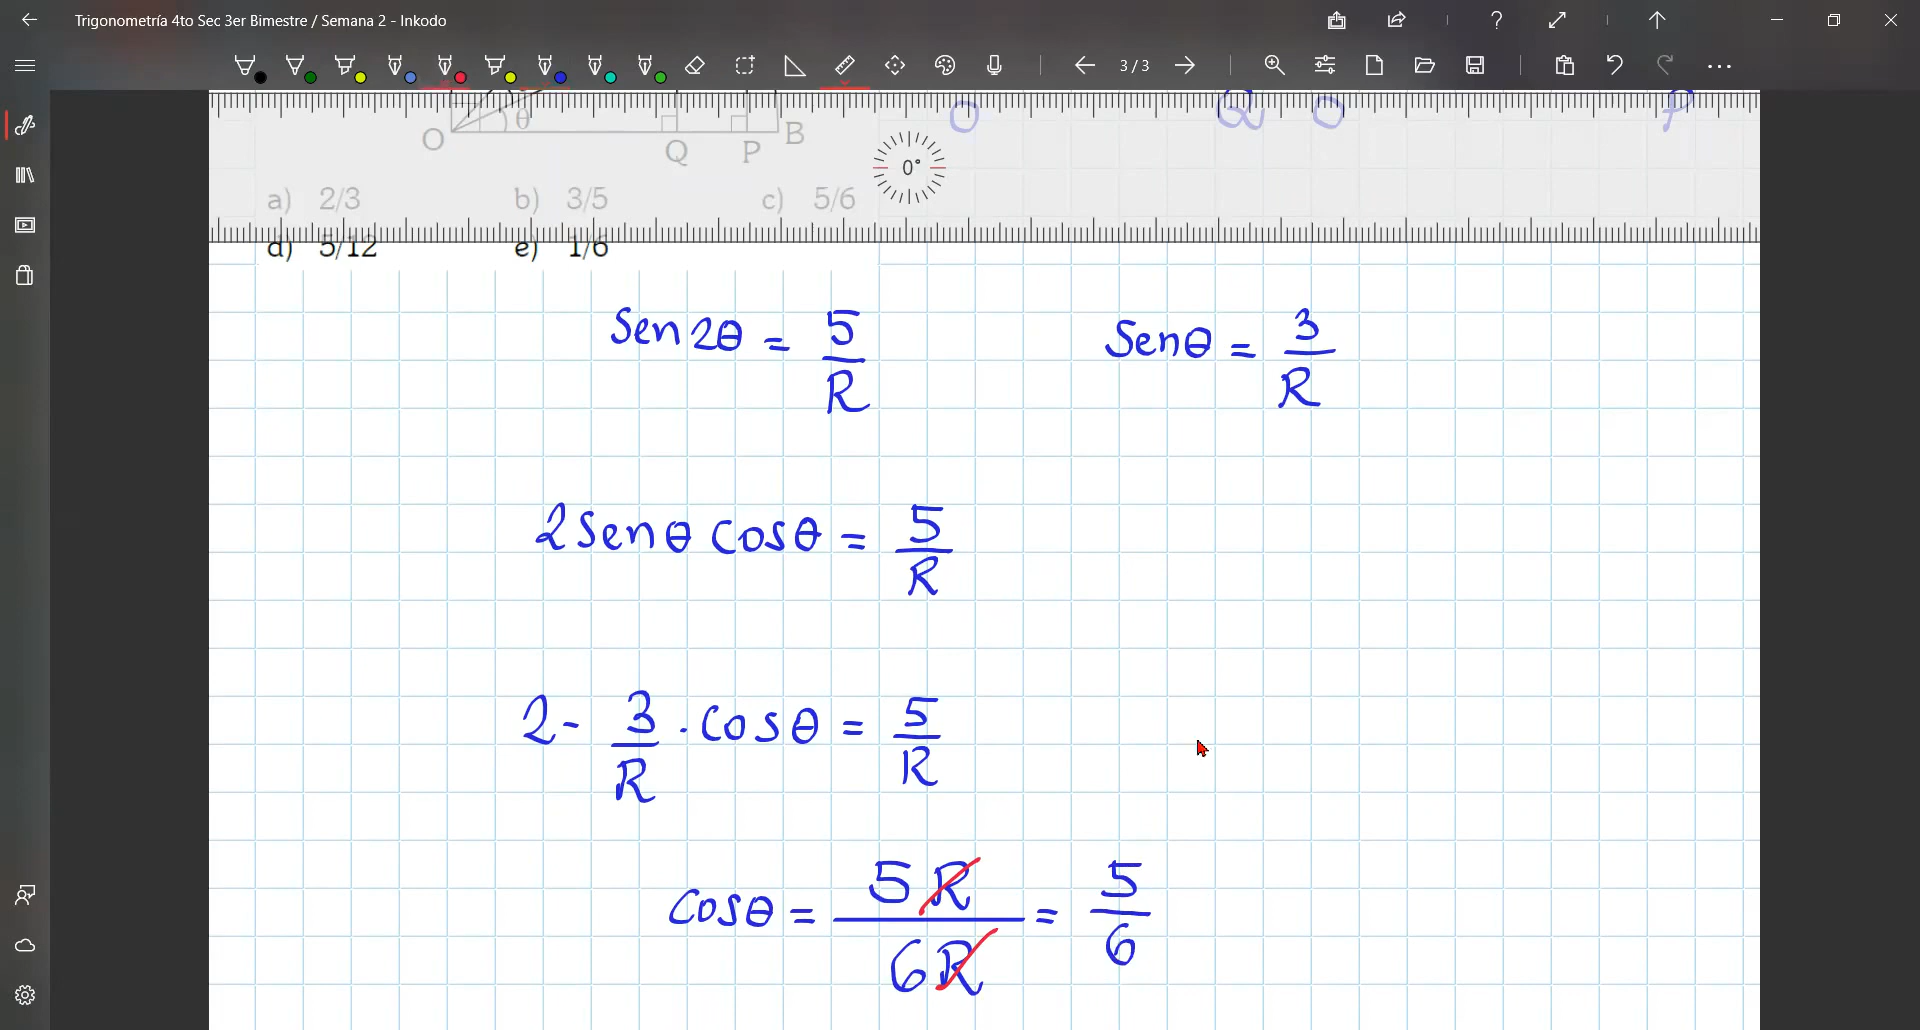 Trigonometría 4to Sec 3er Bimestre / Semana 2 - Inkodo
3 / 3
O θ Q P B
O Q O P
0°
a) 2/3 b) 3/5 c) 5/6
d) 5/12 e) 1/6
Sen 2θ = 5/R Senθ = 3/R
2 Sen θ cosθ = 5/R
2 - 3/R . cosθ = 5/R
Cosθ = 5R/6R = 5/6